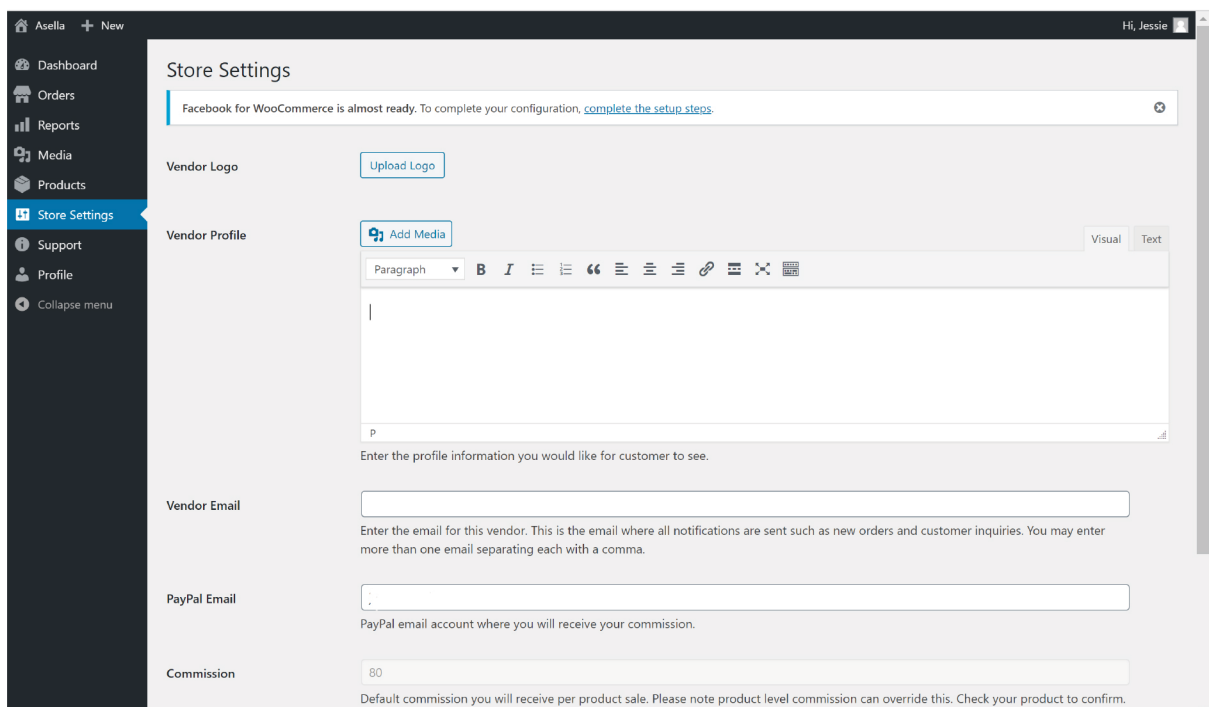 Asella New Hi, Jessie
Dashboard
Orders
Reports
Media
Products
Store Settings
Support
Profile
Collapse menu
Store Settings
Facebook for WooCommerce is almost ready. To complete your configuration, complete the setup steps.
Vendor Logo Upload Logo
Vendor Profile Add Media Visual Text
Paragraph B I
P
Enter the profile information you would like for customer to see.
Vendor Email
Enter the email for this vendor. This is the email where all notifications are sent such as new orders and customer inquiries. You may enter
more than one email separating each with a comma.
PayPal Email
PayPal email account where you will receive your commission.
Commission 80
Default commission you will receive per product sale. Please note product level commission can override this. Check your product to confirm.